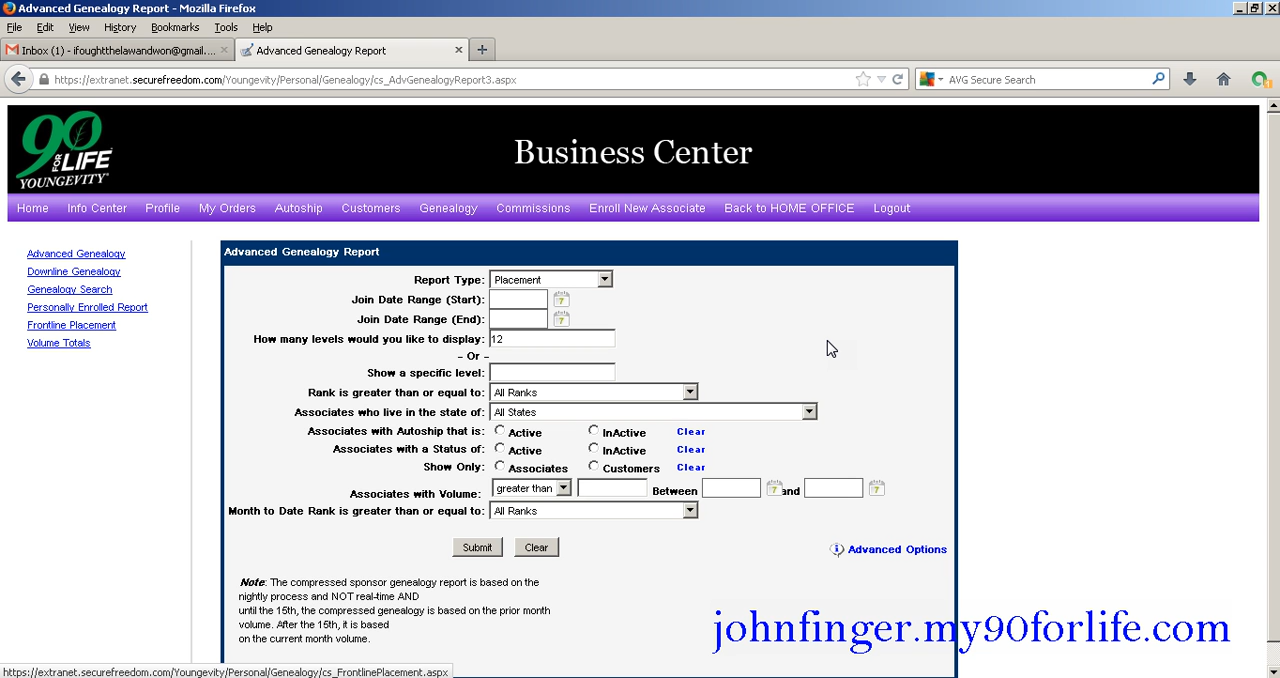 Advanced Genealogy Report - Mozilla Firefox
File Edit View History Bookmarks Tools Help
Inbox (1) - ifoughtthelawandwon@gmail.... Advanced Genealogy Report
https://extranet.securefreedom.com/Youngevity/Personal/Genealogy/cs_AdvGenealogyReport3.aspx AVG Secure Search
90 FOR LIFE
YOUNGEVITY
Business Center
Home Info Center Profile My Orders Autoship Customers Genealogy Commissions Enroll New Associate Back to HOME OFFICE Logout
Advanced Genealogy
Downline Genealogy
Genealogy Search
Personally Enrolled Report
Frontline Placement
Volume Totals
Advanced Genealogy Report
Report Type: Placement
Join Date Range (Start): 7
Join Date Range (End): 7
How many levels would you like to display: 12
- Or -
Show a specific level:
Rank is greater than or equal to: All Ranks
Associates who live in the state of: All States
Associates with Autoship that is: Active InActive Clear
Associates with a Status of: Active InActive Clear
Show Only: Associates Customers Clear
Associates with Volume: greater than Between 7 and 7
Month to Date Rank is greater than or equal to: All Ranks
Submit Clear
i Advanced Options
Note: The compressed sponsor genealogy report is based on the
nightly process and NOT real-time AND
until the 15th, the compressed genealogy is based on the prior month
volume. After the 15th, it is based
on the current month volume.
johnfinger.my90forlife.com
https://extranet.securefreedom.com/Youngevity/Personal/Genealogy/cs_FrontlinePlacement.aspx